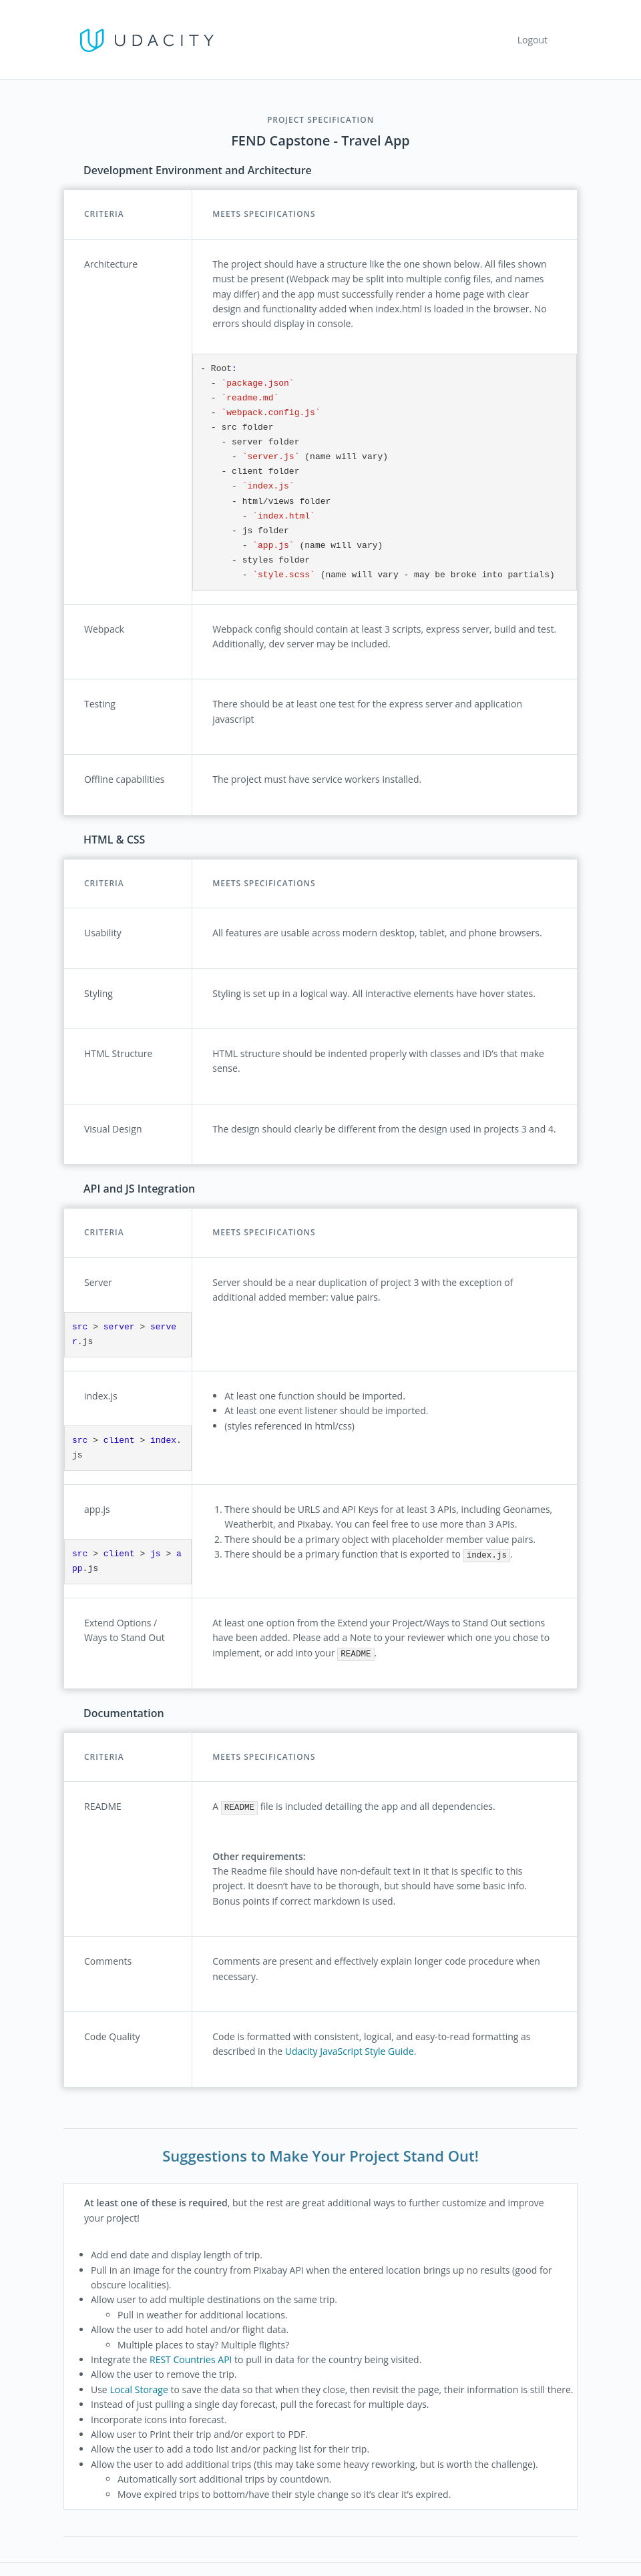 UDACITY
Logout
PROJECT SPECIFICATION
FEND Capstone - Travel App
Development Environment and Architecture
CRITERIA
MEETS SPECIFICATIONS
Architecture
The project should have a structure like the one shown below. All files shown
must be present (Webpack may be split into multiple config files, and names
may differ) and the app must successfully render a home page with clear
design and functionality added when index.html is loaded in the browser. No
errors should display in console.
- Root:
- `package.json`
- `readme.md`
- `webpack.config.js`
- src folder
- server folder
- `server.js` (name will vary)
- client folder
- `index.js`
- html/views folder
- `index.html`
- js folder
- `app.js` (name will vary)
- styles folder
- `style.scss` (name will vary - may be broke into partials)
Webpack
Webpack config should contain at least 3 scripts, express server, build and test.
Additionally, dev server may be included.
Testing
There should be at least one test for the express server and application
javascript
Offline capabilities
The project must have service workers installed.
HTML & CSS
CRITERIA
MEETS SPECIFICATIONS
Usability
All features are usable across modern desktop, tablet, and phone browsers.
Styling
Styling is set up in a logical way. All interactive elements have hover states.
HTML Structure
HTML structure should be indented properly with classes and ID's that make
sense.
Visual Design
The design should clearly be different from the design used in projects 3 and 4.
API and JS Integration
CRITERIA
MEETS SPECIFICATIONS
Server
src > server > serve
r.js
Server should be a near duplication of project 3 with the exception of
additional added member: value pairs.
index.js
src > client > index.
js
• At least one function should be imported.
• At least one event listener should be imported.
• (styles referenced in html/css)
app.js
src > client > js > a
pp.js
1. There should be URLS and API Keys for at least 3 APIs, including Geonames,
Weatherbit, and Pixabay. You can feel free to use more than 3 APIs.
2. There should be a primary object with placeholder member value pairs.
3. There should be a primary function that is exported to index.js.
Extend Options /
Ways to Stand Out
At least one option from the Extend your Project/Ways to Stand Out sections
have been added. Please add a Note to your reviewer which one you chose to
implement, or add into your README.
Documentation
CRITERIA
MEETS SPECIFICATIONS
README
A README file is included detailing the app and all dependencies.
Other requirements:
The Readme file should have non-default text in it that is specific to this
project. It doesn't have to be thorough, but should have some basic info.
Bonus points if correct markdown is used.
Comments
Comments are present and effectively explain longer code procedure when
necessary.
Code Quality
Code is formatted with consistent, logical, and easy-to-read formatting as
described in the Udacity JavaScript Style Guide.
Suggestions to Make Your Project Stand Out!
At least one of these is required, but the rest are great additional ways to further customize and improve
your project!
• Add end date and display length of trip.
• Pull in an image for the country from Pixabay API when the entered location brings up no results (good for
obscure localities).
• Allow user to add multiple destinations on the same trip.
◦ Pull in weather for additional locations.
• Allow the user to add hotel and/or flight data.
◦ Multiple places to stay? Multiple flights?
• Integrate the REST Countries API to pull in data for the country being visited.
• Allow the user to remove the trip.
• Use Local Storage to save the data so that when they close, then revisit the page, their information is still there.
• Instead of just pulling a single day forecast, pull the forecast for multiple days.
• Incorporate icons into forecast.
• Allow user to Print their trip and/or export to PDF.
• Allow the user to add a todo list and/or packing list for their trip.
• Allow the user to add additional trips (this may take some heavy reworking, but is worth the challenge).
◦ Automatically sort additional trips by countdown.
◦ Move expired trips to bottom/have their style change so it's clear it's expired.